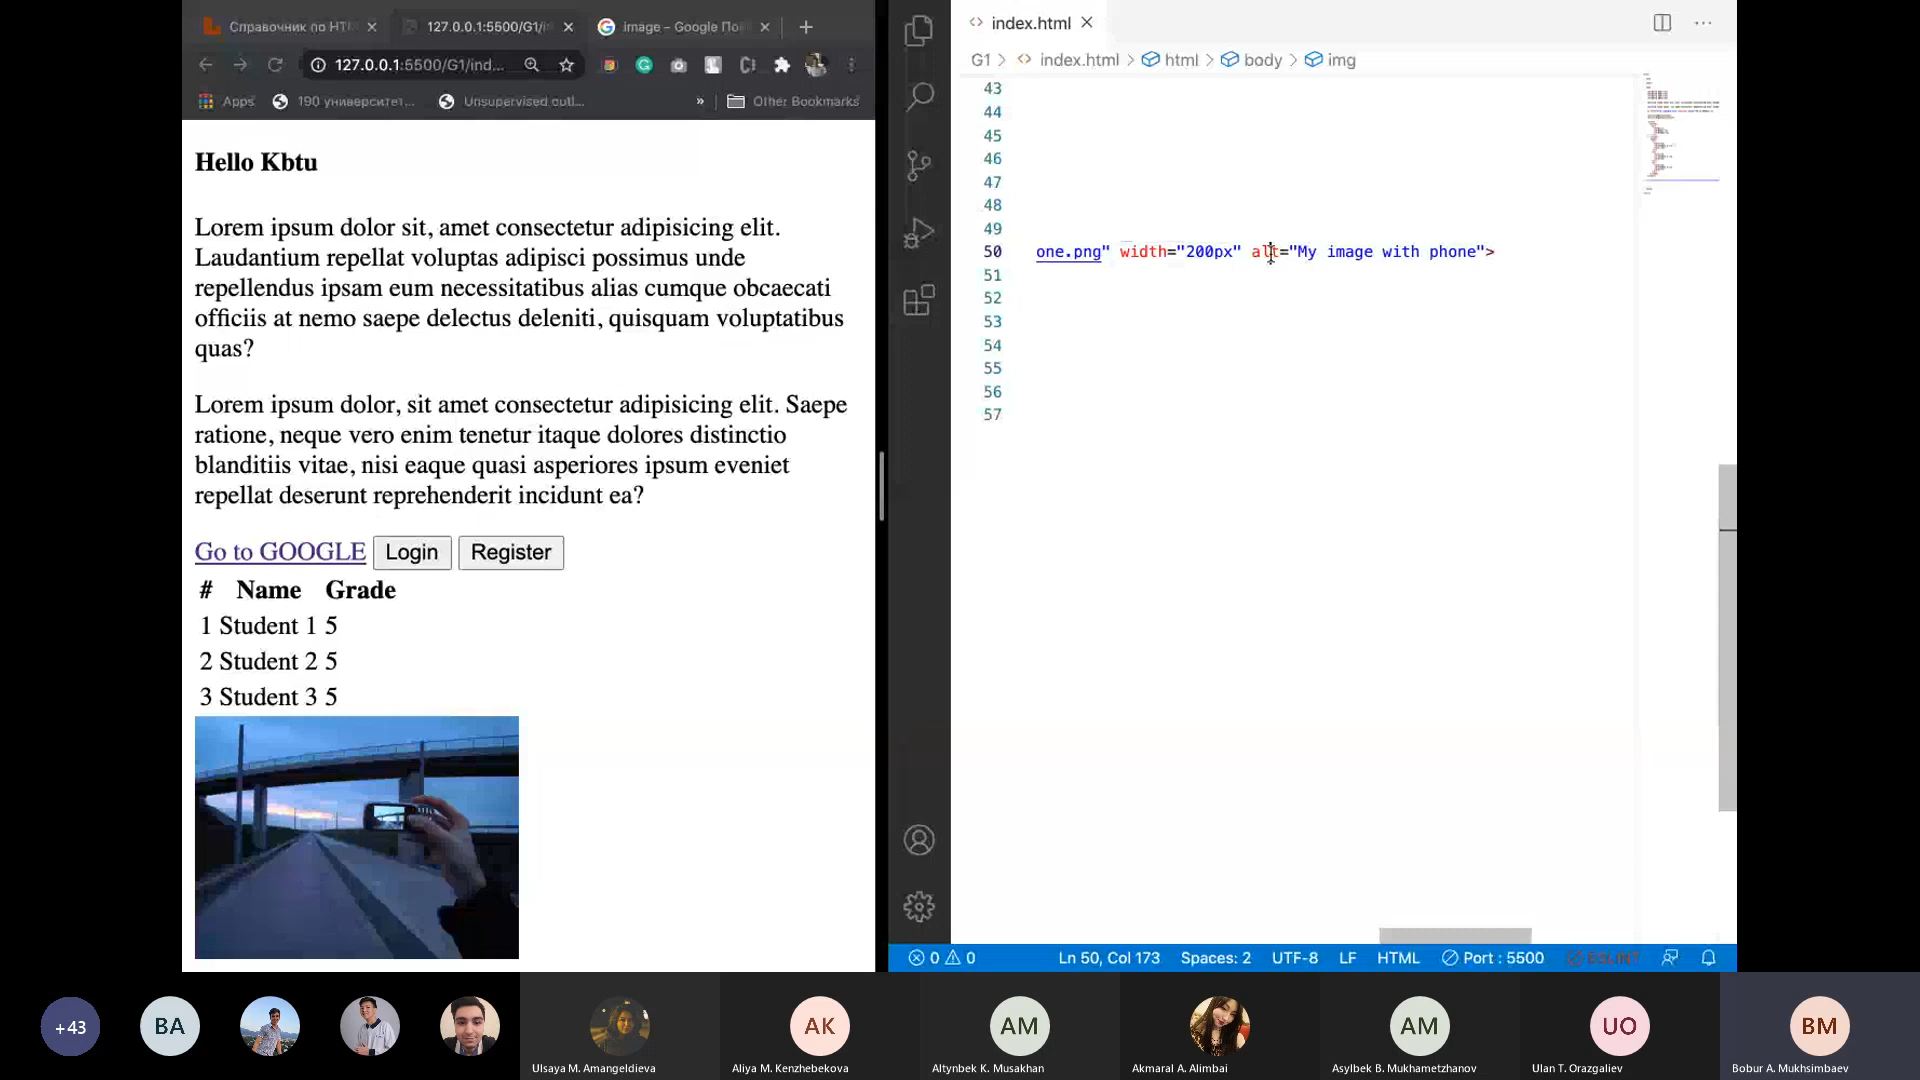 Справочник по HT
127.0.0.1:5500/G1/i
image – Google По
127.0.0.1:5500/G1/ind...
Apps
190 университет...
Unsupervised outl...
»
Other Bookmarks
Hello Kbtu
Lorem ipsum dolor sit, amet consectetur adipisicing elit.
Laudantium repellat voluptas adipisci possimus unde
repellendus ipsam eum necessitatibus alias cumque obcaecati
officiis at nemo saepe delectus deleniti, quisquam voluptatibus
quas?
Lorem ipsum dolor, sit amet consectetur adipisicing elit. Saepe
ratione, neque vero enim tenetur itaque dolores distinctio
blanditiis vitae, nisi eaque quasi asperiores ipsum eveniet
repellat deserunt reprehenderit incidunt ea?
Go to GOOGLE Login Register
# Name Grade
1 Student 1 5
2 Student 2 5
3 Student 3 5
index.html
G1 > index.html > html > body > img
43
44
45
46
47
48
49
50 one.png" width="200px" alt="My image with phone">
51
52
53
54
55
56
57
0 0 Ln 50, Col 173 Spaces: 2 UTF-8 LF HTML Port : 5500 ESLINT
+43
BA
Ulsaya M. Amangeldieva
AK
Aliya M. Kenzhebekova
AM
Altynbek K. Musakhan
Akmaral A. Alimbai
AM
Asylbek B. Mukhametzhanov
UO
Ulan T. Orazgaliev
BM
Bobur A. Mukhsimbaev